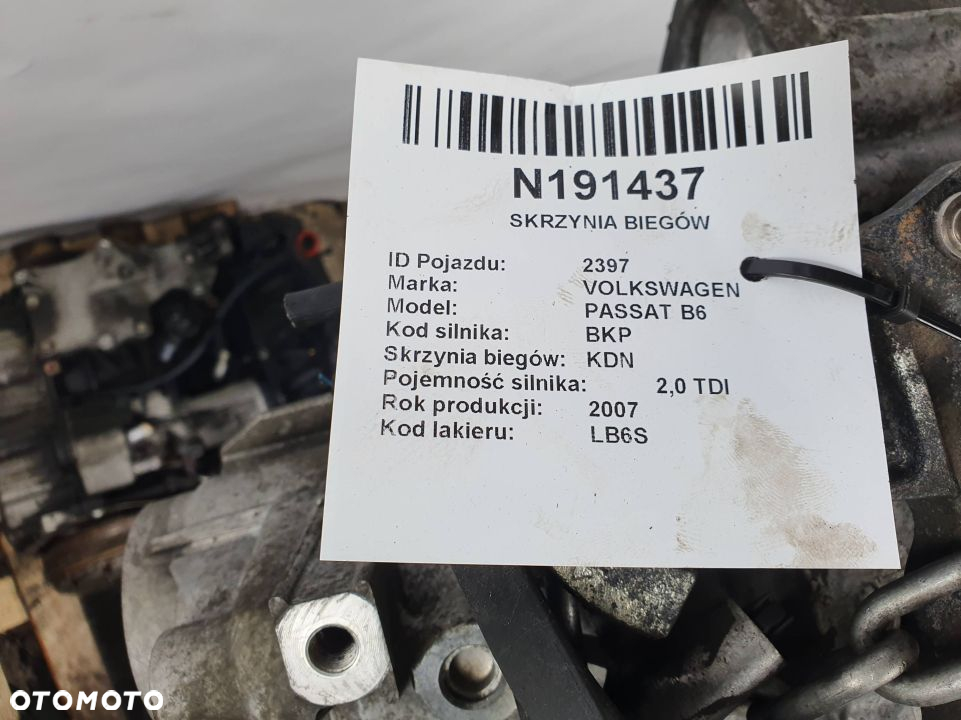 N191437
SKRZYNIA BIEGÓW
ID Pojazdu: 2397
Marka: VOLKSWAGEN
Model: PASSAT B6
Kod silnika: BKP
Skrzynia biegów: KDN
Pojemność silnika: 2,0 TDI
Rok produkcji: 2007
Kod lakieru: LB6S
OTOMOTO